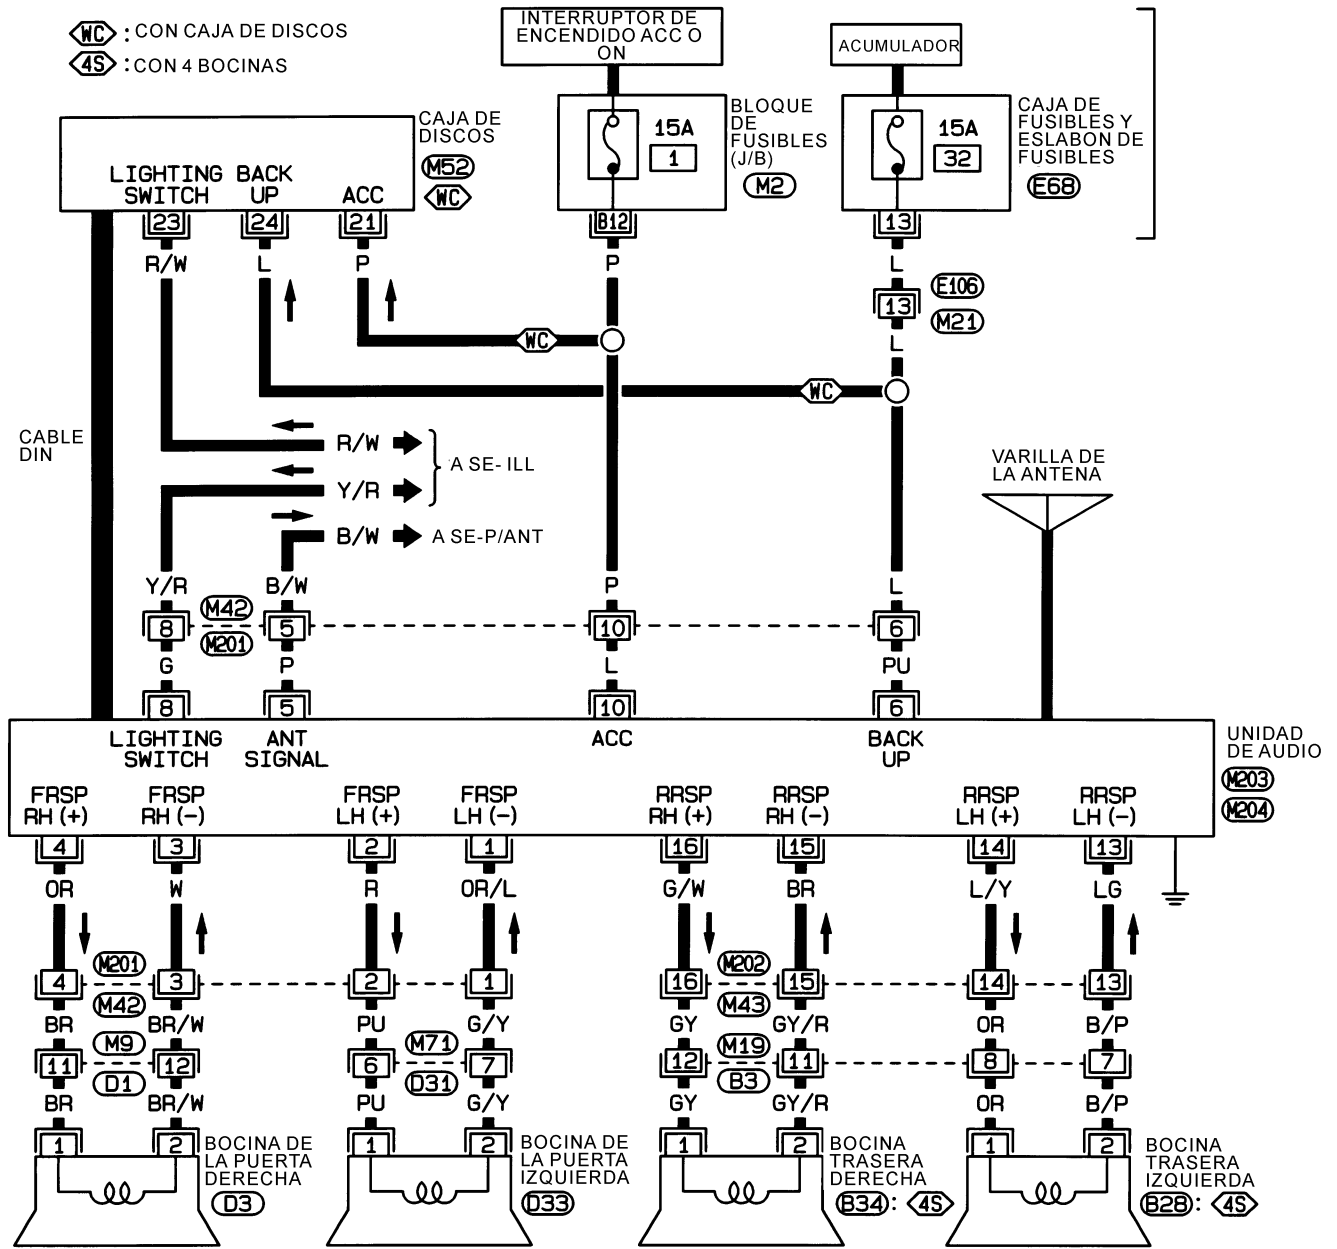 WC : CON CAJA DE DISCOS
4S : CON 4 BOCINAS
INTERRUPTOR DE
ENCENDIDO ACC O
ON
ACUMULADOR
CAJA DE
DISCOS
M52
WC
LIGHTING
SWITCH
BACK
UP
ACC
15A
1
BLOQUE
DE
FUSIBLES
(J/B)
M2
15A
32
CAJA DE
FUSIBLES Y
ESLABON DE
FUSIBLES
E68
23 24 21 B12 13
R/W L P P L
13
E106
M21
L
WC
WC
CABLE
DIN
R/W
Y/R
A SE- ILL
B/W
A SE-P/ANT
VARILLA DE
LA ANTENA
Y/R B/W P L
8 5 10 6
M42
M201
G P L PU
8 5 10 6
LIGHTING
SWITCH
ANT
SIGNAL
ACC
BACK
UP
UNIDAD
DE AUDIO
M203
M204
FRSP
RH (+)
FRSP
RH (-)
FRSP
LH (+)
FRSP
LH (-)
RRSP
RH (+)
RRSP
RH (-)
RRSP
LH (+)
RRSP
LH (-)
4 3 2 1 16 15 14 13
OR W R OR/L G/W BR L/Y LG
M201 M202
4 3 2 1 16 15 14 13
M42 M43
BR BR/W PU G/Y GY GY/R OR B/P
M9 M71 M19
11 12 6 7 12 11 8 7
D1 D31 B3
BR BR/W PU G/Y GY GY/R OR B/P
1 2 1 2 1 2 1 2
BOCINA DE
LA PUERTA
DERECHA
D3
BOCINA DE
LA PUERTA
IZQUIERDA
D33
BOCINA
TRASERA
DERECHA
B34 : 4S
BOCINA
TRASERA
IZQUIERDA
B28 : 4S